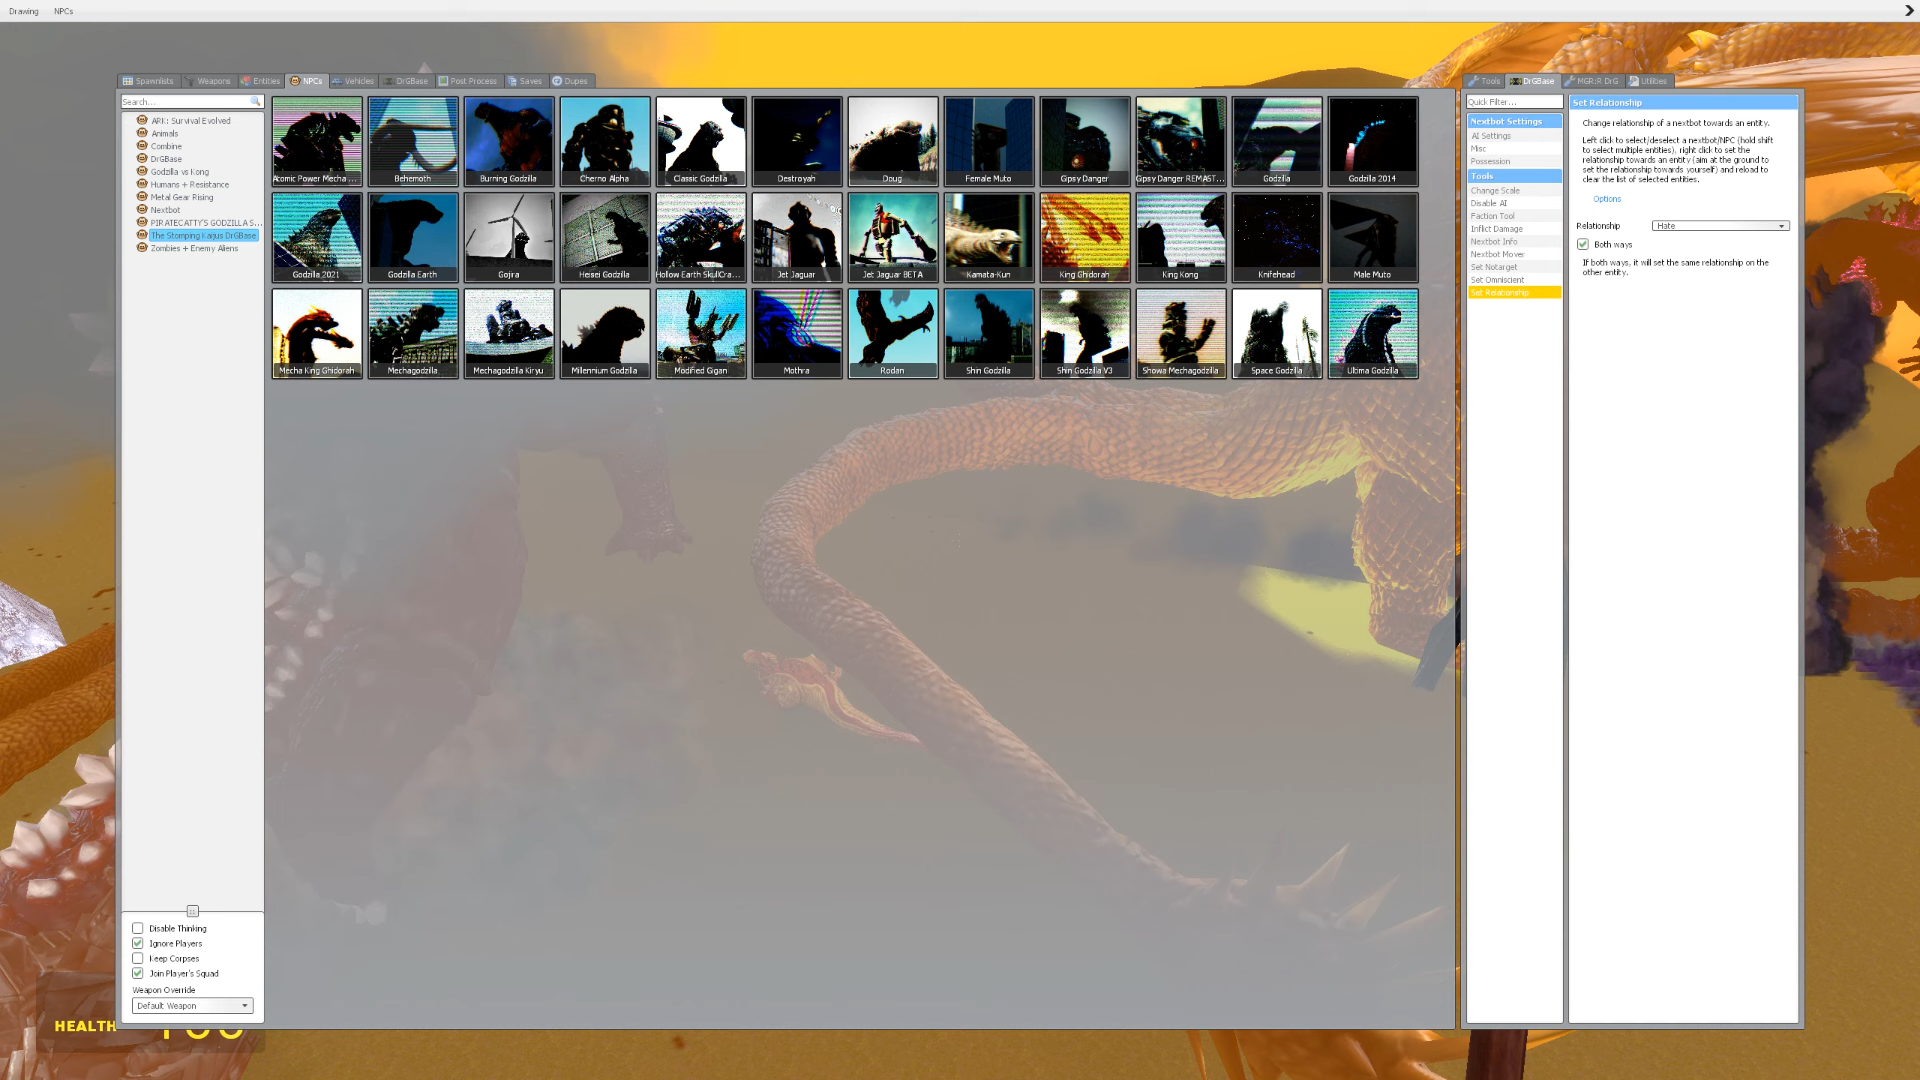 Drawing NPCs
Spawnlists Weapons Entities NPCs Vehicles DrGBase Post Process Saves Dupes
Search...
ARK: Survival Evolved
Animals
Combine
DrGBase
Godzilla vs Kong
Humans + Resistance
Metal Gear Rising
Nextbot
PIRATECATTY'S GODZILLA S...
The Stomping Kaijus DrGBase
Zombies + Enemy Aliens
Atomic Power Mecha ... Behemoth Burning Godzilla Cherno Alpha Classic Godzilla Destroyah Doug Female Muto Gipsy Danger Gipsy Danger REMAST... Godzilla Godzilla 2014
Godzilla 2021 Godzilla Earth Gojira Heisei Godzilla Hollow Earth SkullCra... Jet Jaguar Jet Jaguar BETA Kamata-Kun King Ghidorah King Kong Knifehead Male Muto
Mecha King Ghidorah Mechagodzilla Mechagodzilla Kiryu Millennium Godzilla Modified Gigan Mothra Rodan Shin Godzilla Shin Godzilla V3 Showa Mechagodzilla Space Godzilla Ultima Godzilla
Disable Thinking
Ignore Players
Keep Corpses
Join Player's Squad
Weapon Override
Default Weapon
HEALTH
Tools DrGBase MGR:R DrG Utilities
Quick Filter...
Nextbot Settings
AI Settings
Misc
Possession
Tools
Change Scale
Disable AI
Faction Tool
Inflict Damage
Nextbot Info
Nextbot Mover
Set Notarget
Set Omniscient
Set Relationship
Set Relationship
Change relationship of a nextbot towards an entity.
Left click to select/deselect a nextbot/NPC (hold shift
to select multiple entities), right click to set the
relationship towards an entity (aim at the ground to
set the relationship towards yourself) and reload to
clear the list of selected entities.
Options
Relationship Hate
Both ways
If both ways, it will set the same relationship on the
other entity.